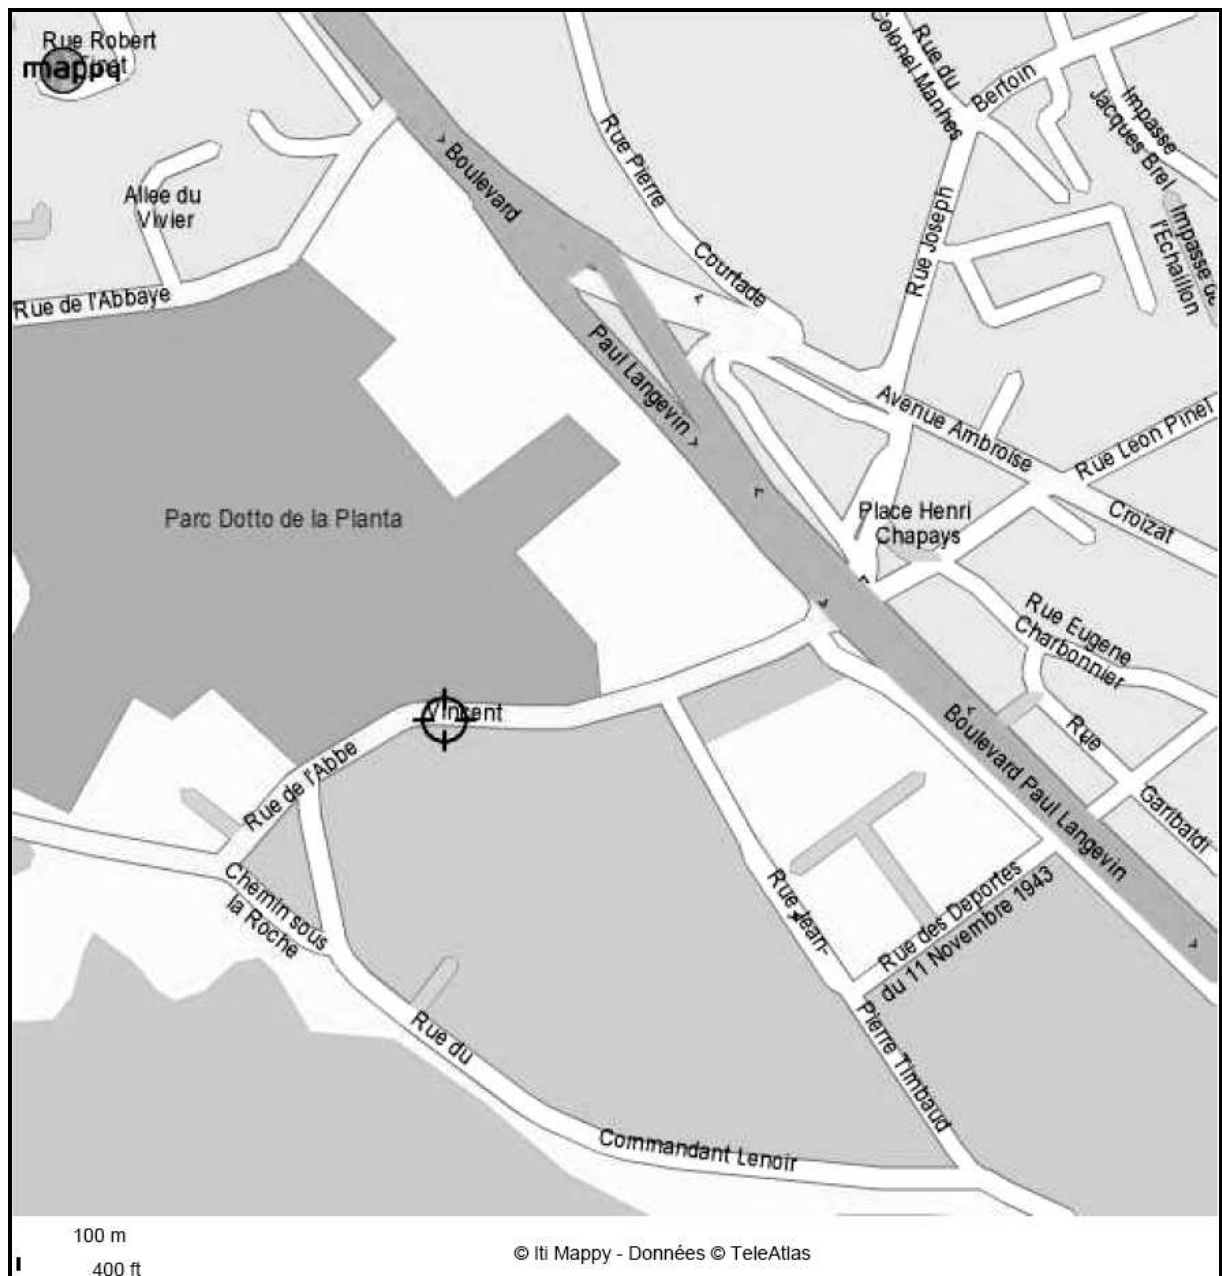 Rue Robert
Finet
mappy
Rue du
Colonel Manhes
Bertoin
Impasse
Jacques Brel
Rue Pierre
Courtade
> Boulevard
Allee du
Vivier
Rue Joseph
Impasse de
l'Echaillon
Rue de l'Abbaye
Paul Langevin >
Avenue Ambroise
Croizat
Rue Leon Pinel
Parc Dotto de la Planta
Place Henri
Chapays
Rue Eugene
Charbonnier
Vincent
Rue de l'Abbe
Boulevard Paul Langevin
Rue
Garibaldi
Chemin sous
la Roche
Rue Jean-
Pierre Timbaud
Rue des Deportes
du 11 Novembre 1943
Rue du
Commandant Lenoir
100 m
400 ft
© Iti Mappy - Données © TeleAtlas